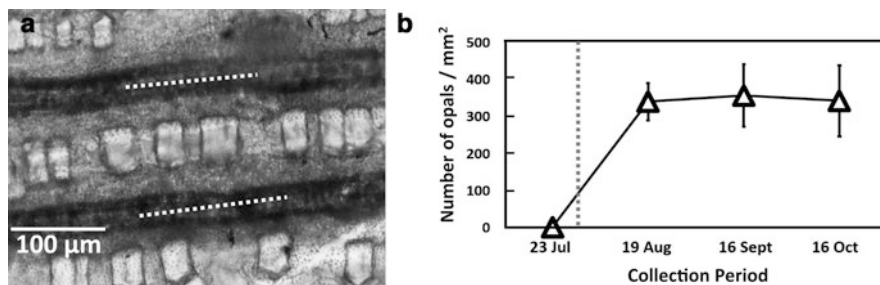 a
100 µm
b
Number of opals / mm²
500
400
300
200
100
0
23 Jul
19 Aug
16 Sept
16 Oct
Collection Period